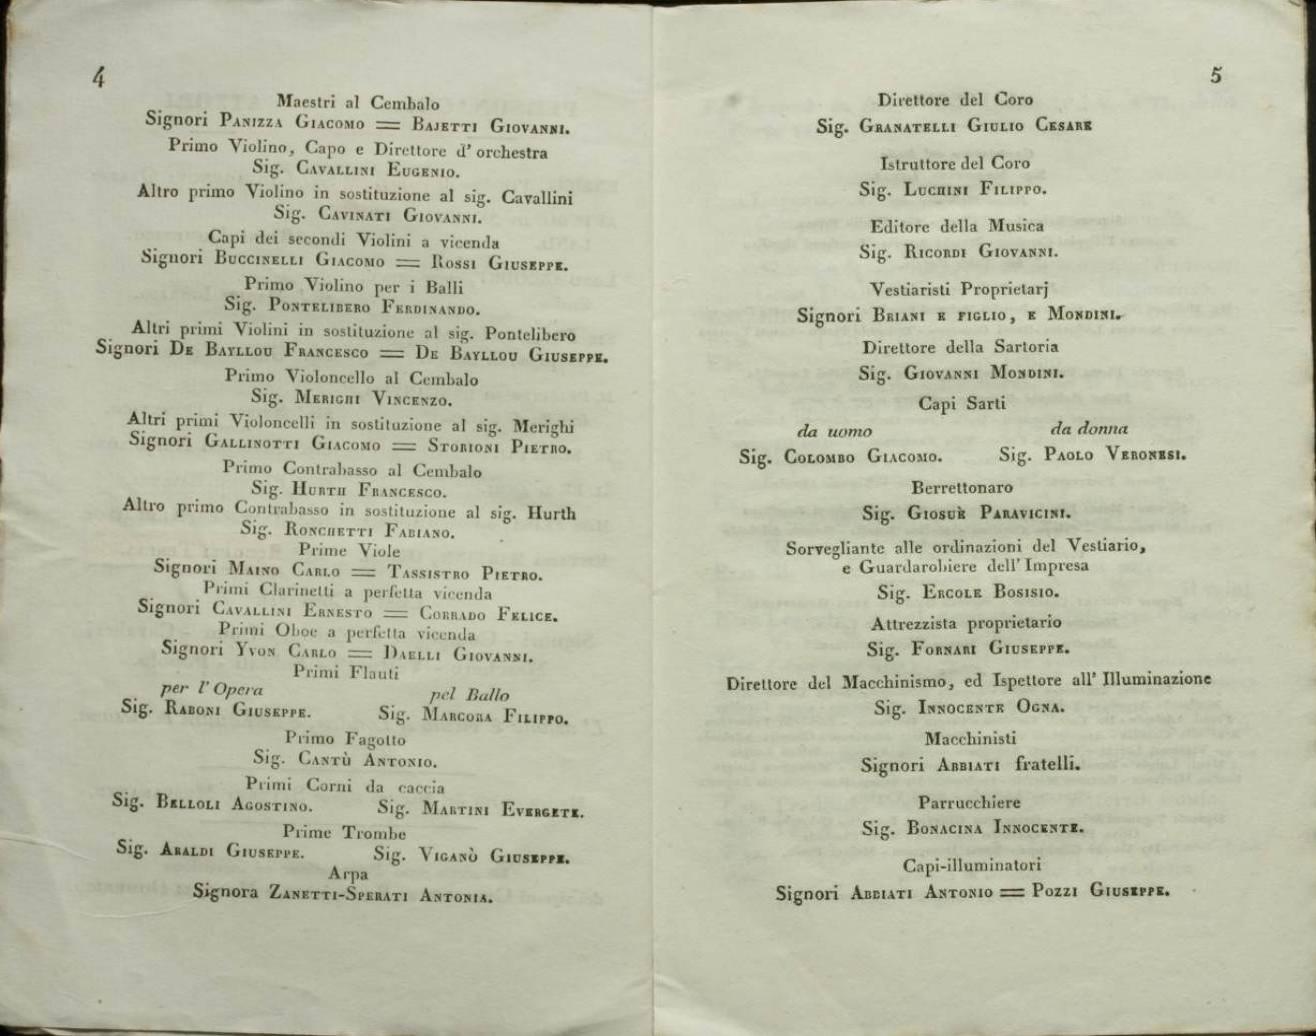 4
Maestri al Cembalo
Signori PANIZZA GIACOMO == BAJETTI GIOVANNI.
Primo Violino, Capo e Direttore d' orchestra
Sig. CAVALLINI EUGENIO.
Altro primo Violino in sostituzione al sig. Cavallini
Sig. CAVINATI GIOVANNI.
Capi dei secondi Violini a vicenda
Signori BUCCINELLI GIACOMO == ROSSI GIUSEPPE.
Primo Violino per i Balli
Sig. PONTELIBERO FERDINANDO.
Altri primi Violini in sostituzione al sig. Pontelibero
Signori DE BAYLLOU FRANCESCO == DE BAYLLOU GIUSEPPE.
Primo Violoncello al Cembalo
Sig. MERIGHI VINCENZO.
Altri primi Violoncelli in sostituzione al sig. Merighi
Signori GALLINOTTI GIACOMO == STORIONI PIETRO.
Primo Contrabasso al Cembalo
Sig. HURTH FRANCESCO.
Altro primo Contrabasso in sostituzione al sig. Hurth
Sig. RONCHETTI FABIANO.
Prime Viole
Signori MAINO CARLO == TASSISTRO PIETRO.
Primi Clarinetti a perfetta vicenda
Signori CAVALLINI ERNESTO == CORRADO FELICE.
Primi Oboe a perfetta vicenda
Signori YVON CARLO == DAELLI GIOVANNI.
Primi Flauti
per l' Opera pel Ballo
Sig. RABONI GIUSEPPE. Sig. MARCORA FILIPPO.
Primo Fagotto
Sig. CANTÙ ANTONIO.
Primi Corni da caccia
Sig. BELLOLI AGOSTINO. Sig. MARTINI EVERGETE.
Prime Trombe
Sig. ARALDI GIUSEPPE. Sig. VIGANÒ GIUSEPPE.
Arpa
Signora ZANETTI-SPERATI ANTONIA.
5
Direttore del Coro
Sig. GRANATELLI GIULIO CESARE
Istruttore del Coro
Sig. LUCHINI FILIPPO.
Editore della Musica
Sig. RICORDI GIOVANNI.
Vestiaristi Proprietarj
Signori BRIANI E FIGLIO, E MONDINI.
Direttore della Sartoria
Sig. GIOVANNI MONDINI.
Capi Sarti
da uomo da donna
Sig. COLOMBO GIACOMO. Sig. PAOLO VERONESI.
Berrettonaro
Sig. GIOSUÈ PARAVICINI.
Sorvegliante alle ordinazioni del Vestiario,
e Guardarobiere dell' Impresa
Sig. ERCOLE BOSISIO.
Attrezzista proprietario
Sig. FORNARI GIUSEPPE.
Direttore del Macchinismo, ed Ispettore all' Illuminazione
Sig. INNOCENTE OGNA.
Macchinisti
Signori ABBIATI fratelli.
Parrucchiere
Sig. BONACINA INNOCENTE.
Capi-illuminatori
Signori ABBIATI ANTONIO == POZZI GIUSEPPE.